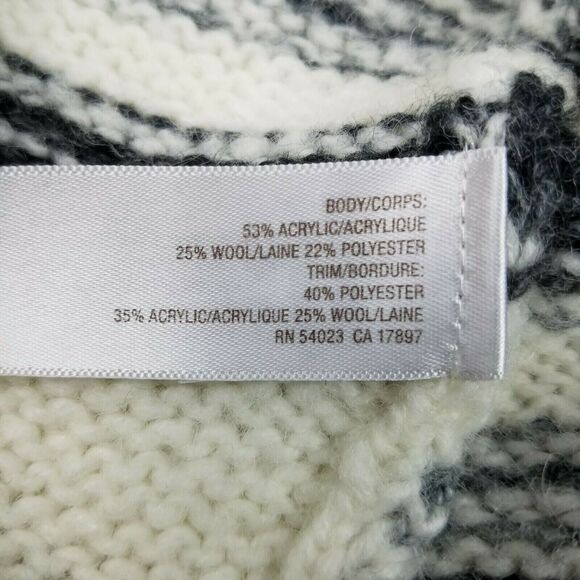 BODY/CORPS:
53% ACRYLIC/ACRYLIQUE
25% WOOL/LAINE 22% POLYESTER
TRIM/BORDURE:
40% POLYESTER
35% ACRYLIC/ACRYLIQUE 25% WOOL/LAINE
RN 54023 CA 17897